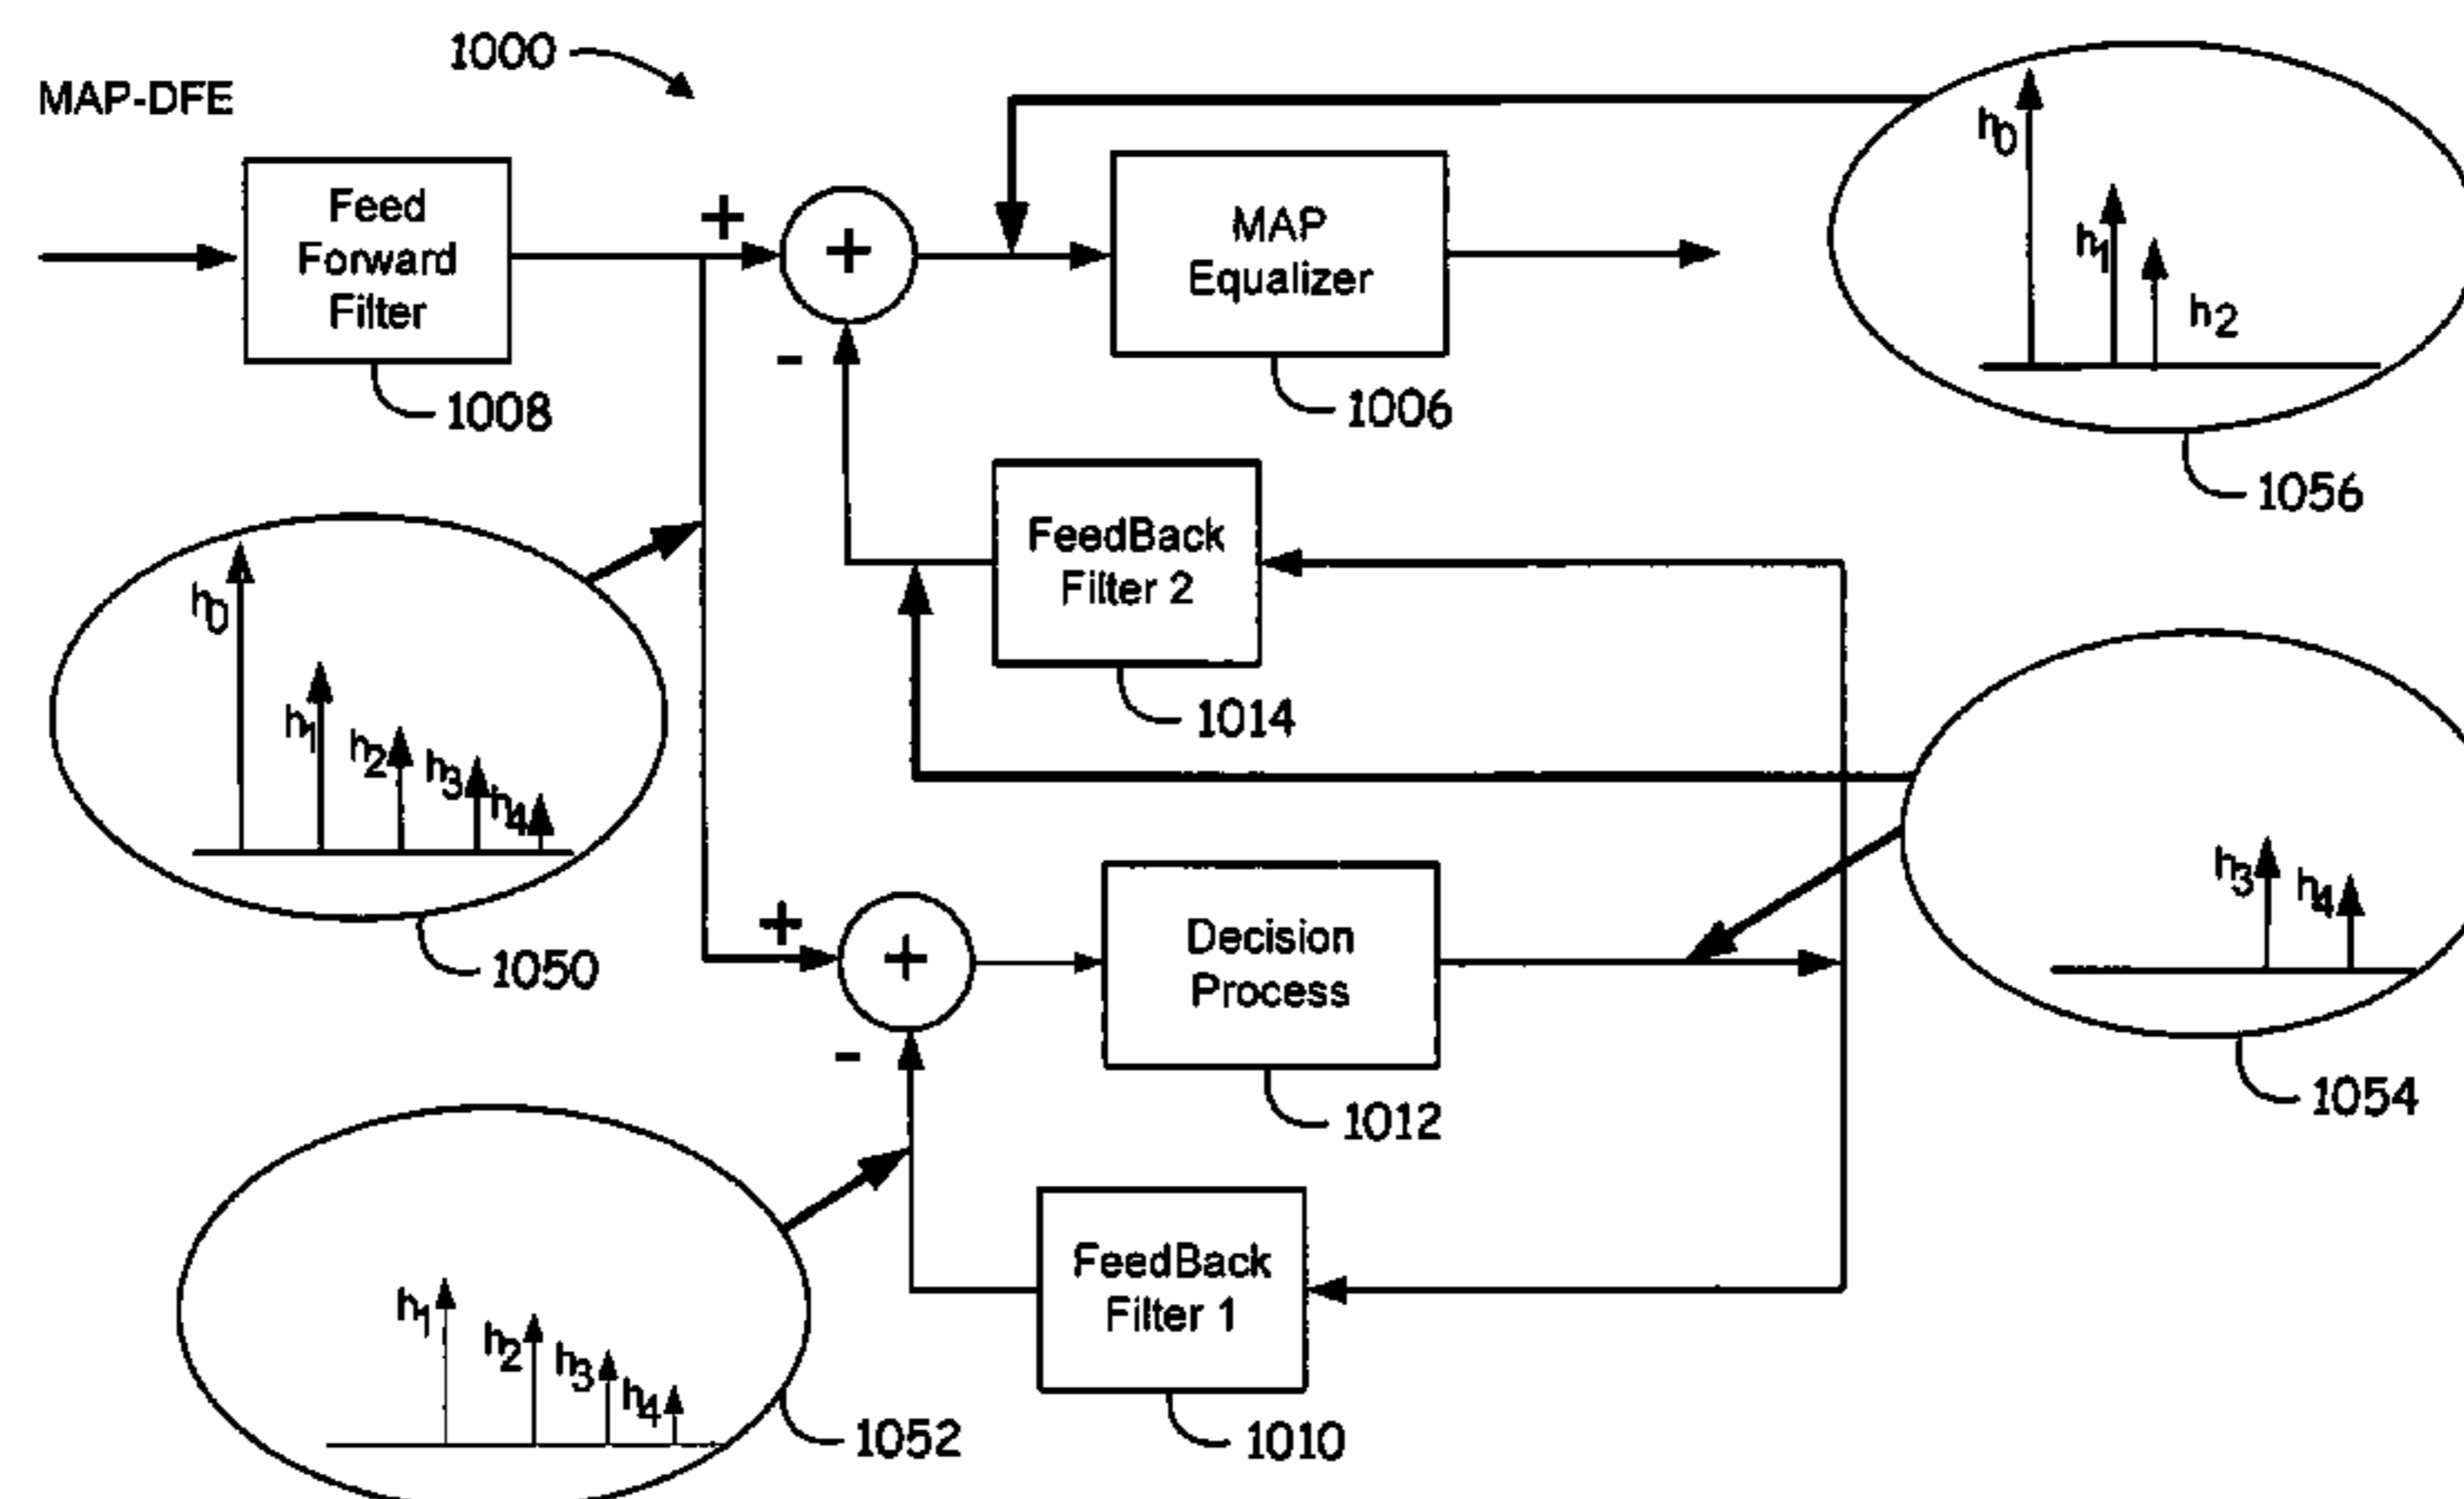 1000
MAP-DFE
Feed
Forward
Filter
1008
+
+
-
MAP
Equalizer
1006
h0
h1
h2
1056
FeedBack
Filter 2
1014
h0
h1
h2
h3
h4
1050
+
+
-
Decision
Process
1012
h3
h4
1054
h1
h2
h3
h4
1052
FeedBack
Filter 1
1010